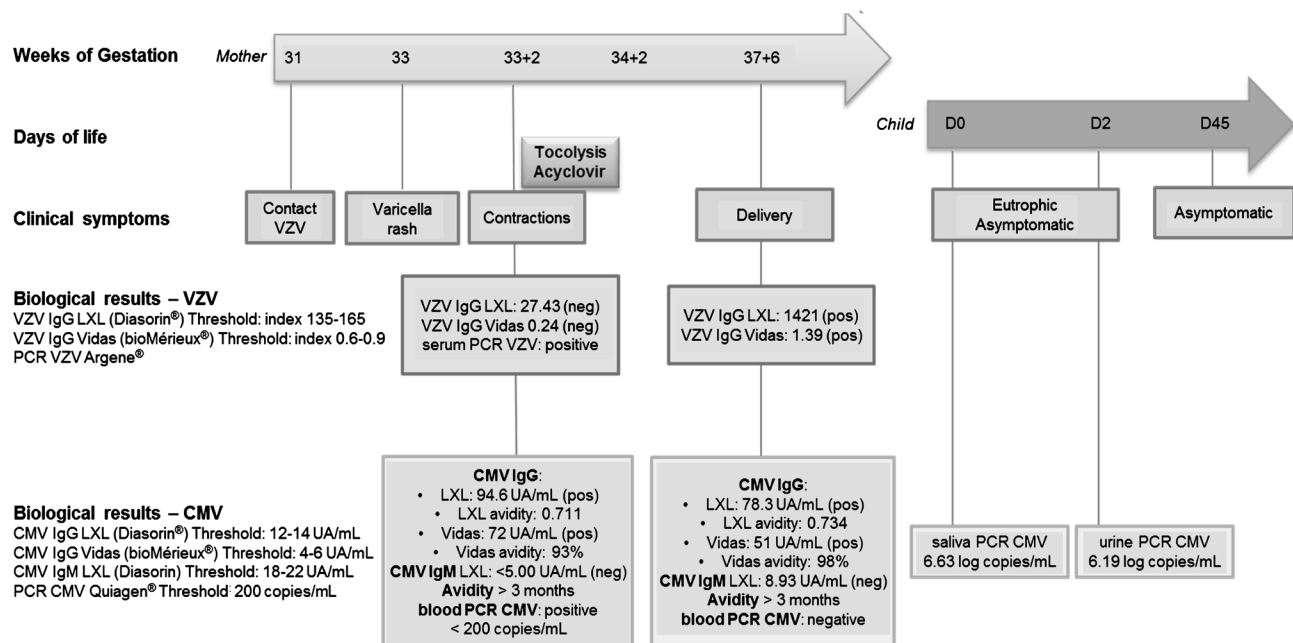 Weeks of Gestation
Mother
31
33
33+2
34+2
37+6
Days of life
Child
D0
D2
D45
Tocolysis
Acyclovir
Clinical symptoms
Contact
VZV
Varicella
rash
Contractions
Delivery
Eutrophic
Asymptomatic
Asymptomatic
Biological results – VZV
VZV IgG LXL (Diasorin®) Threshold: index 135-165
VZV IgG Vidas (bioMérieux®) Threshold: index 0.6-0.9
PCR VZV Argene®
VZV IgG LXL: 27.43 (neg)
VZV IgG Vidas 0.24 (neg)
serum PCR VZV: positive
VZV IgG LXL: 1421 (pos)
VZV IgG Vidas: 1.39 (pos)
Biological results – CMV
CMV IgG LXL (Diasorin®) Threshold: 12-14 UA/mL
CMV IgG Vidas (bioMérieux®) Threshold: 4-6 UA/mL
CMV IgM LXL (Diasorin) Threshold: 18-22 UA/mL
PCR CMV Quiagen® Threshold: 200 copies/mL
CMV IgG:
• LXL: 94.6 UA/mL (pos)
• LXL avidity: 0.711
• Vidas: 72 UA/mL (pos)
• Vidas avidity: 93%
CMV IgM LXL: <5.00 UA/mL (neg)
Avidity > 3 months
blood PCR CMV: positive
< 200 copies/mL
CMV IgG:
• LXL: 78.3 UA/mL (pos)
• LXL avidity: 0.734
• Vidas: 51 UA/mL (pos)
• Vidas avidity: 98%
CMV IgM LXL: 8.93 UA/mL (neg)
Avidity > 3 months
blood PCR CMV: negative
saliva PCR CMV
6.63 log copies/mL
urine PCR CMV
6.19 log copies/mL